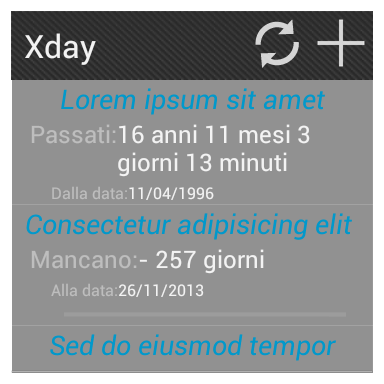 Xday
Lorem ipsum sit amet
Passati:16 anni 11 mesi 3
giorni 13 minuti
Dalla data:11/04/1996
Consectetur adipisicing elit
Mancano:- 257 giorni
Alla data:26/11/2013
Sed do eiusmod tempor